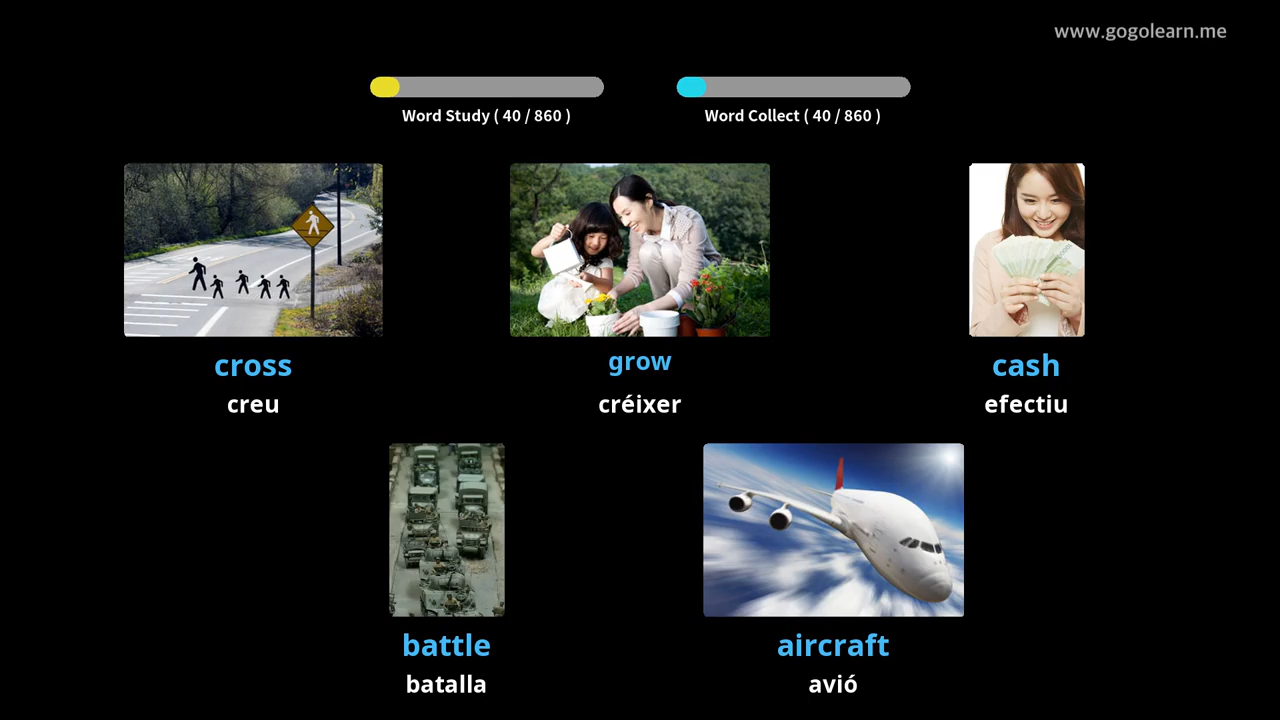 www.gogolearn.me
Word Study ( 40 / 860 )
Word Collect ( 40 / 860 )
cross
grow
cash
creu
créixer
efectiu
battle
aircraft
batalla
avió